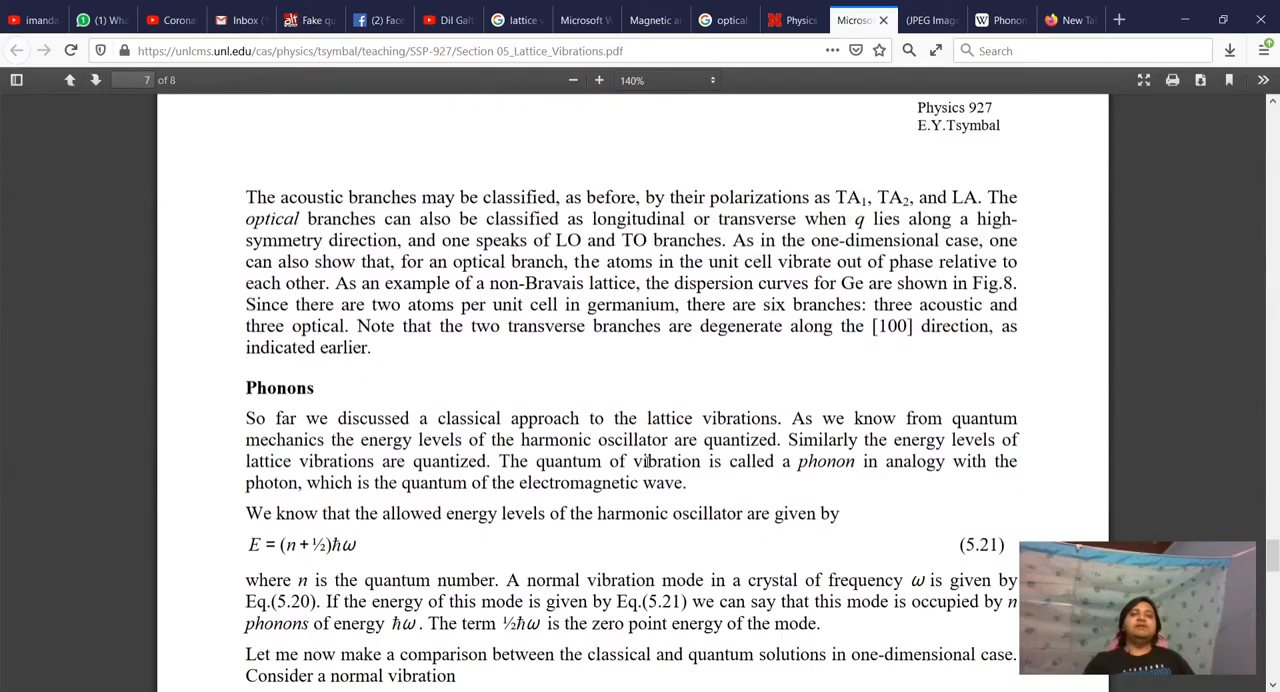 imanda
(1) Wha
Corona
Inbox (
Fake qu
(2) Face
Dil Gal
lattice v
Microsoft W
Magnetic a
optical
Physics
Microso
(JPEG Imag
Phonon
New Ta
https://unlcms.unl.edu/cas/physics/tsymbal/teaching/SSP-927/Section 05_Lattice_Vibrations.pdf
Search
7 of 8
140%
Physics 927
E.Y.Tsymbal
The acoustic branches may be classified, as before, by their polarizations as TA₁, TA₂, and LA. The
optical branches can also be classified as longitudinal or transverse when q lies along a high-
symmetry direction, and one speaks of LO and TO branches. As in the one-dimensional case, one
can also show that, for an optical branch, the atoms in the unit cell vibrate out of phase relative to
each other. As an example of a non-Bravais lattice, the dispersion curves for Ge are shown in Fig.8.
Since there are two atoms per unit cell in germanium, there are six branches: three acoustic and
three optical. Note that the two transverse branches are degenerate along the [100] direction, as
indicated earlier.
Phonons
So far we discussed a classical approach to the lattice vibrations. As we know from quantum
mechanics the energy levels of the harmonic oscillator are quantized. Similarly the energy levels of
lattice vibrations are quantized. The quantum of vibration is called a phonon in analogy with the
photon, which is the quantum of the electromagnetic wave.
We know that the allowed energy levels of the harmonic oscillator are given by
E = (n + ½)ħω (5.21)
where n is the quantum number. A normal vibration mode in a crystal of frequency ω is given by
Eq.(5.20). If the energy of this mode is given by Eq.(5.21) we can say that this mode is occupied by n
phonons of energy ħω. The term ½ħω is the zero point energy of the mode.
Let me now make a comparison between the classical and quantum solutions in one-dimensional case.
Consider a normal vibration